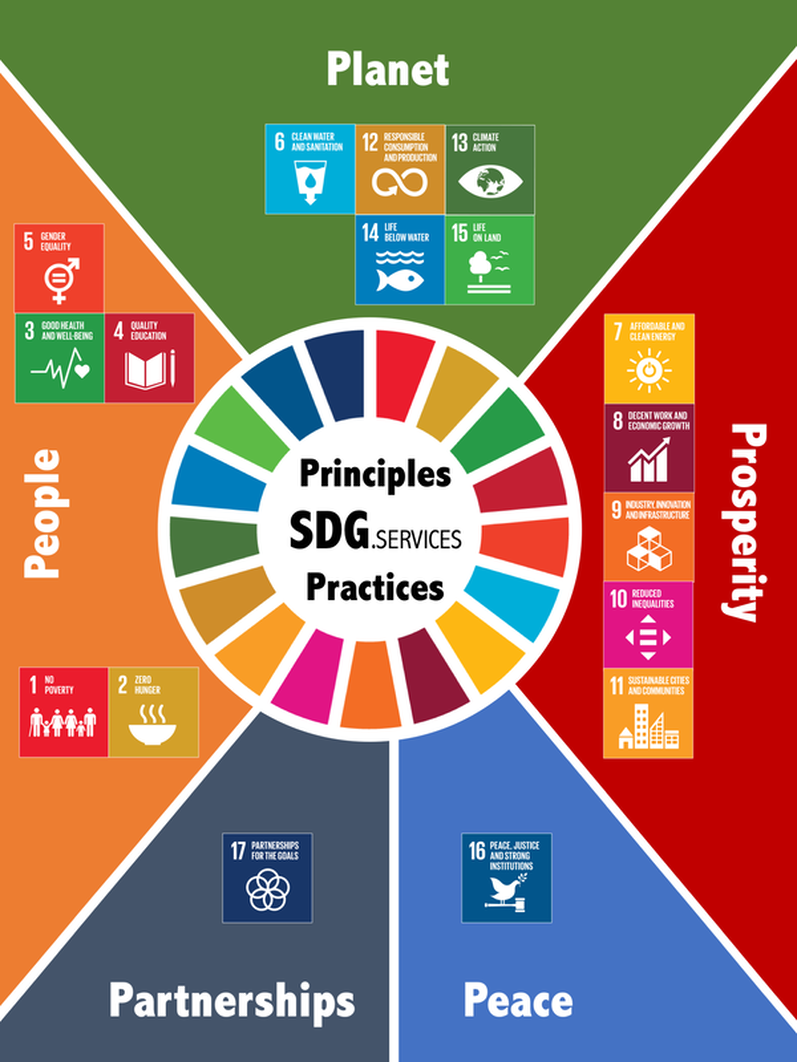 Planet
6 CLEAN WATER
AND SANITATION
12 RESPONSIBLE
CONSUMPTION
AND PRODUCTION
13 CLIMATE
ACTION
14 LIFE
BELOW WATER
15 LIFE
ON LAND
5 GENDER
EQUALITY
3 GOOD HEALTH
AND WELL-BEING
4 QUALITY
EDUCATION
People
1 NO
POVERTY
2 ZERO
HUNGER
Principles
SDG.SERVICES
Practices
7 AFFORDABLE AND
CLEAN ENERGY
8 DECENT WORK AND
ECONOMIC GROWTH
9 INDUSTRY, INNOVATION
AND INFRASTRUCTURE
10 REDUCED
INEQUALITIES
11 SUSTAINABLE CITIES
AND COMMUNITIES
Prosperity
17 PARTNERSHIPS
FOR THE GOALS
Partnerships
16 PEACE, JUSTICE
AND STRONG
INSTITUTIONS
Peace